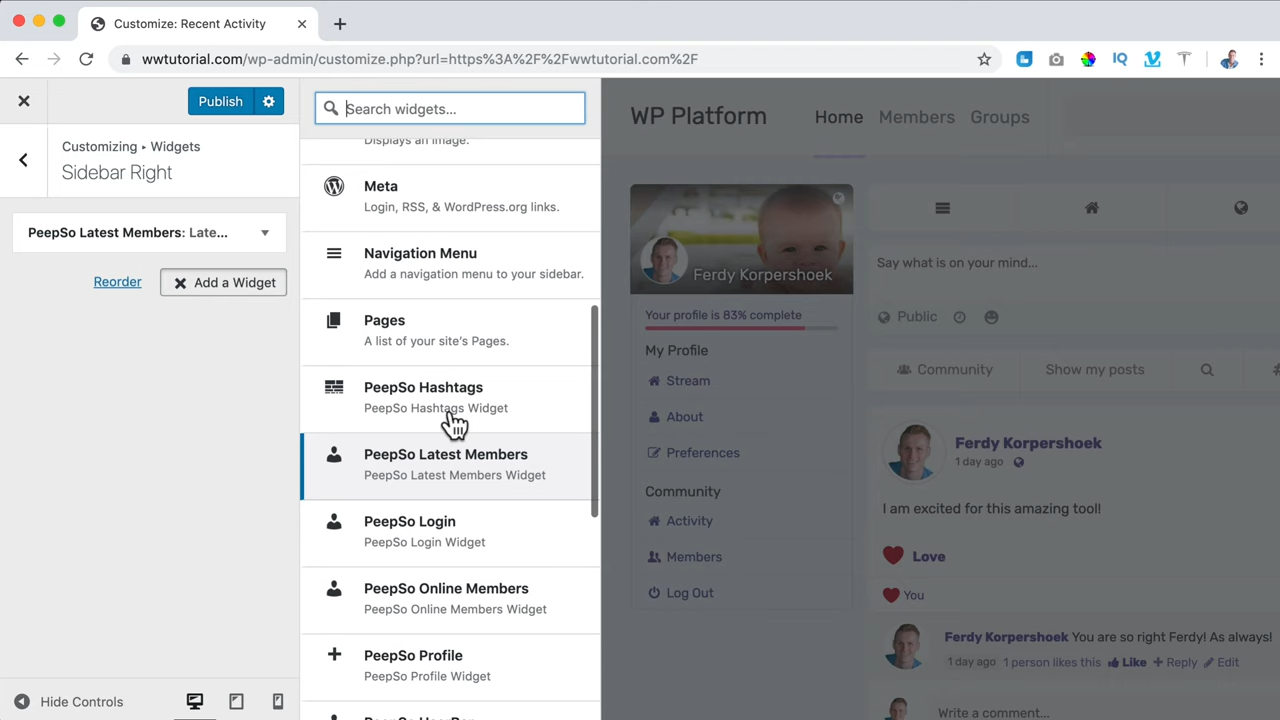 Customize: Recent Activity
wwtutorial.com/wp-admin/customize.php?url=https%3A%2F%2Fwwtutorial.com%2F
IQ
Publish
Customizing ▸ Widgets
Sidebar Right
PeepSo Latest Members: Late...
Reorder
Add a Widget
Hide Controls
Search widgets...
Displays an image.
Meta
Login, RSS, & WordPress.org links.
Navigation Menu
Add a navigation menu to your sidebar.
Pages
A list of your site's Pages.
PeepSo Hashtags
PeepSo Hashtags Widget
PeepSo Latest Members
PeepSo Latest Members Widget
PeepSo Login
PeepSo Login Widget
PeepSo Online Members
PeepSo Online Members Widget
PeepSo Profile
PeepSo Profile Widget
PeepSo UserBar
WP Platform
Home Members Groups
Ferdy Korpershoek
Your profile is 83% complete
My Profile
Stream
About
Preferences
Community
Activity
Members
Log Out
Say what is on your mind...
Public
Community Show my posts
Ferdy Korpershoek
1 day ago
I am excited for this amazing tool!
Love
You
Ferdy Korpershoek You are so right Ferdy! As always!
1 day ago 1 person likes this Like Reply Edit
Write a comment...